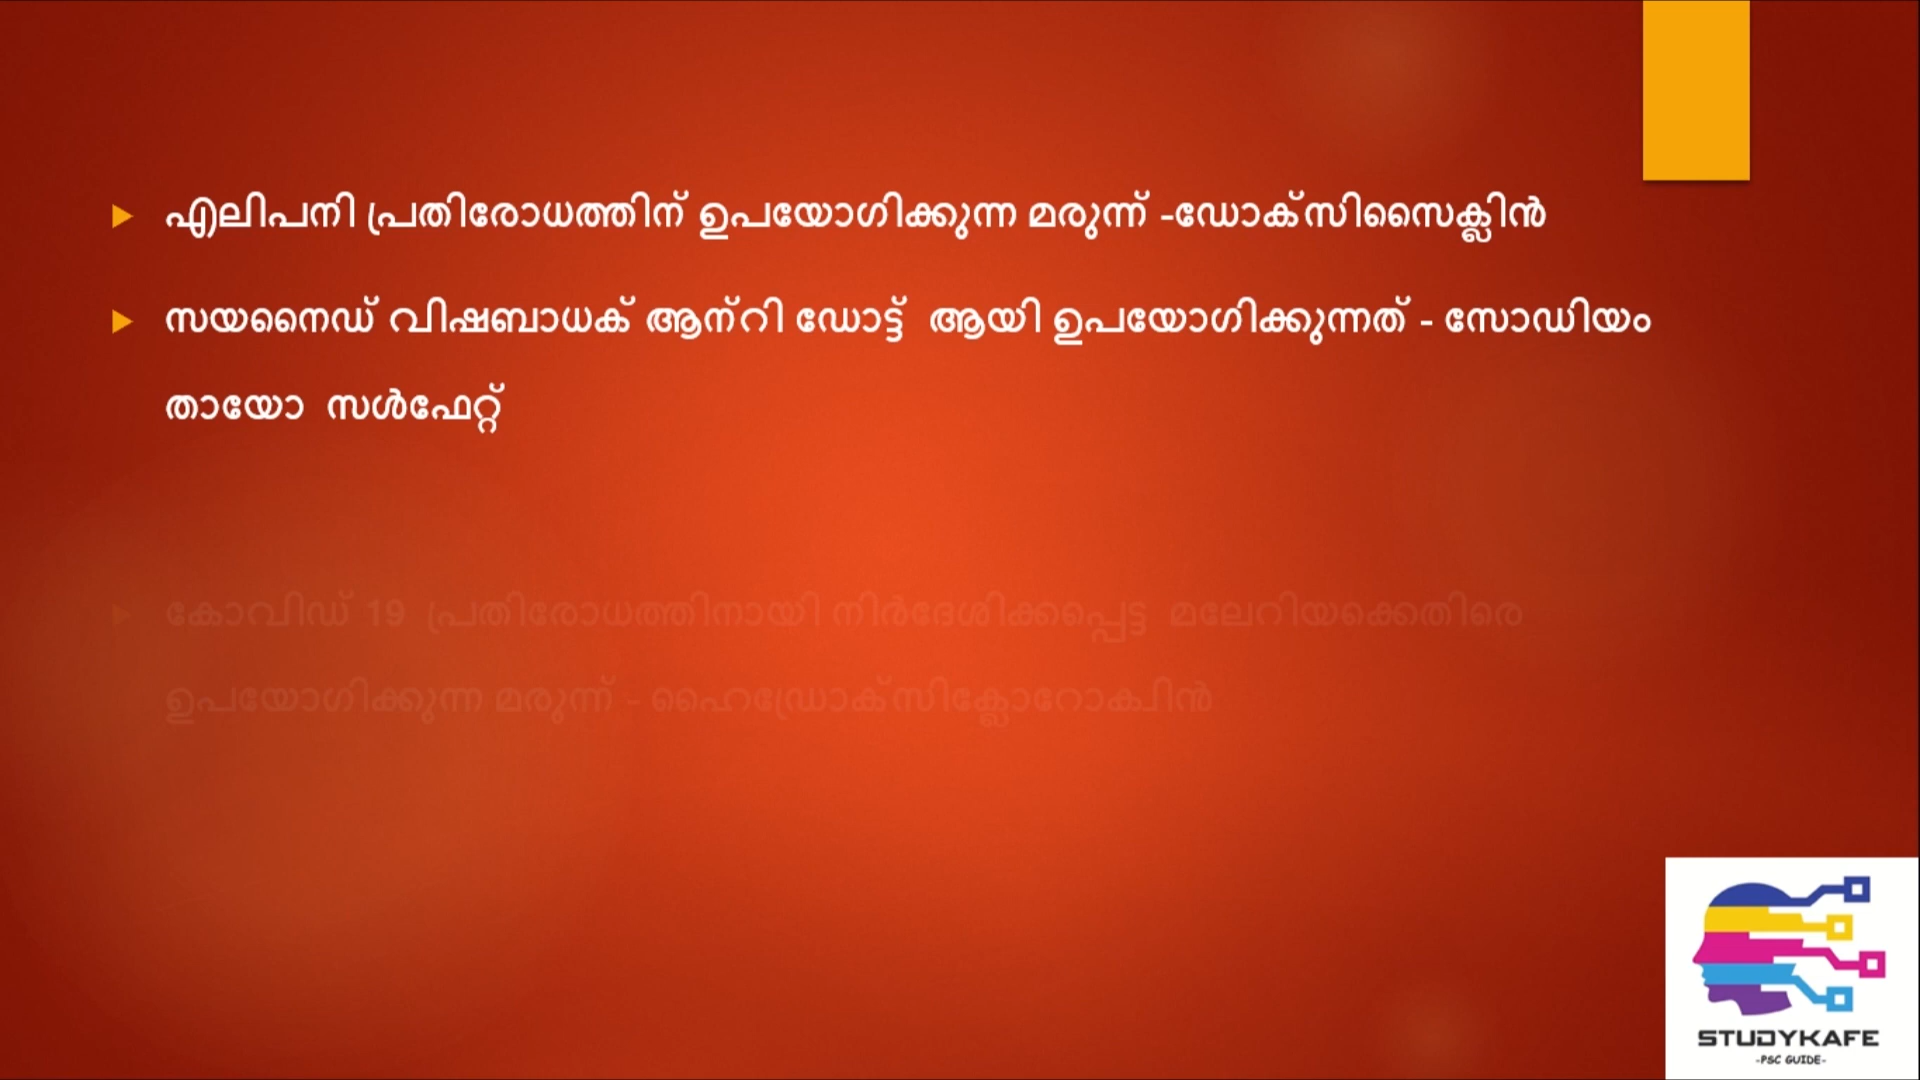 എലിപനി പ്രതിരോധത്തിന് ഉപയോഗിക്കുന്ന മരുന്ന് -ഡോക്സിസൈക്ലിൻ
സയനൈഡ് വിഷബാധക് ആന്റി ഡോട്ട് ആയി ഉപയോഗിക്കുന്നത് - സോഡിയം
തായോ സൾഫേറ്റ്
കോവിഡ് 19 പ്രതിരോധത്തിനായി നിർദേശിക്കപ്പെട്ട മലേറിയക്കെതിരെ
ഉപയോഗിക്കുന്ന മരുന്ന് - ഹൈഡ്രോക്സിക്ലോറോക്വിൻ
STUDYKAFE
-PSC GUIDE-